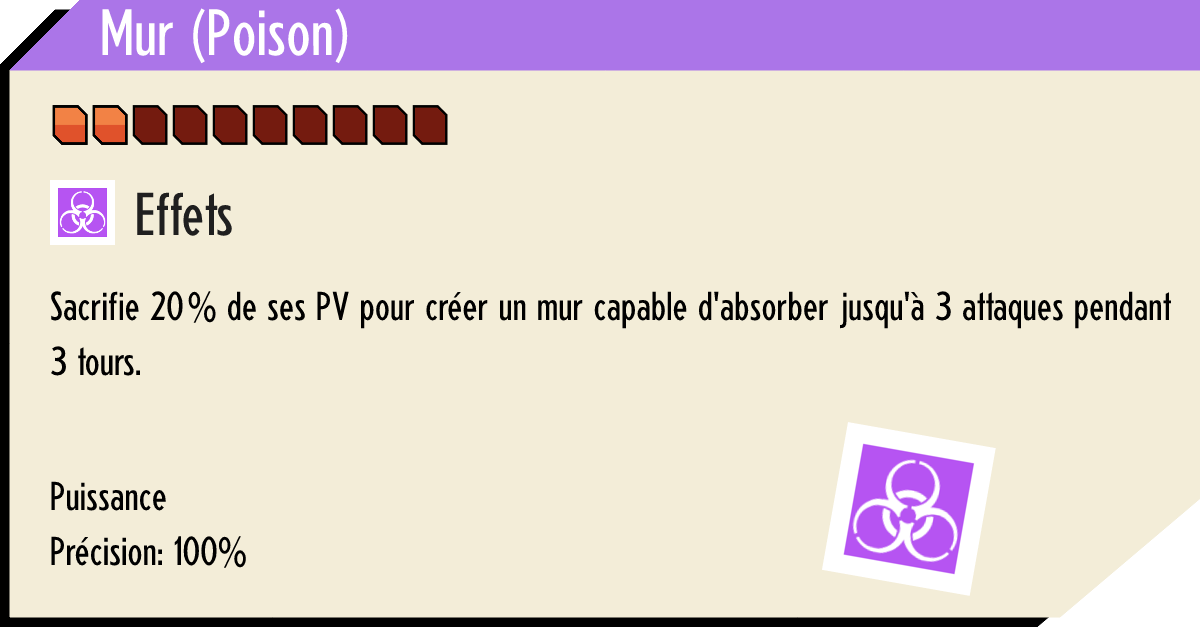 Mur (Poison)
Effets
Sacrifie 20% de ses PV pour créer un mur capable d'absorber jusqu'à 3 attaques pendant
3 tours.
Puissance
Précision: 100%